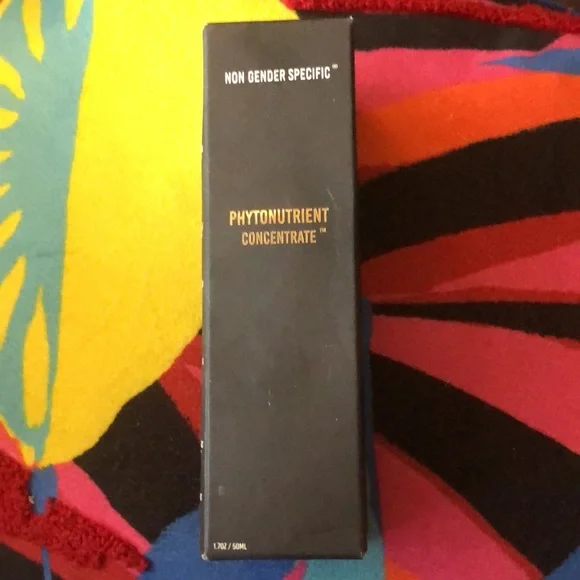 NON GENDER SPECIFIC™
PHYTONUTRIENT
CONCENTRATE™
1.7OZ / 50ML